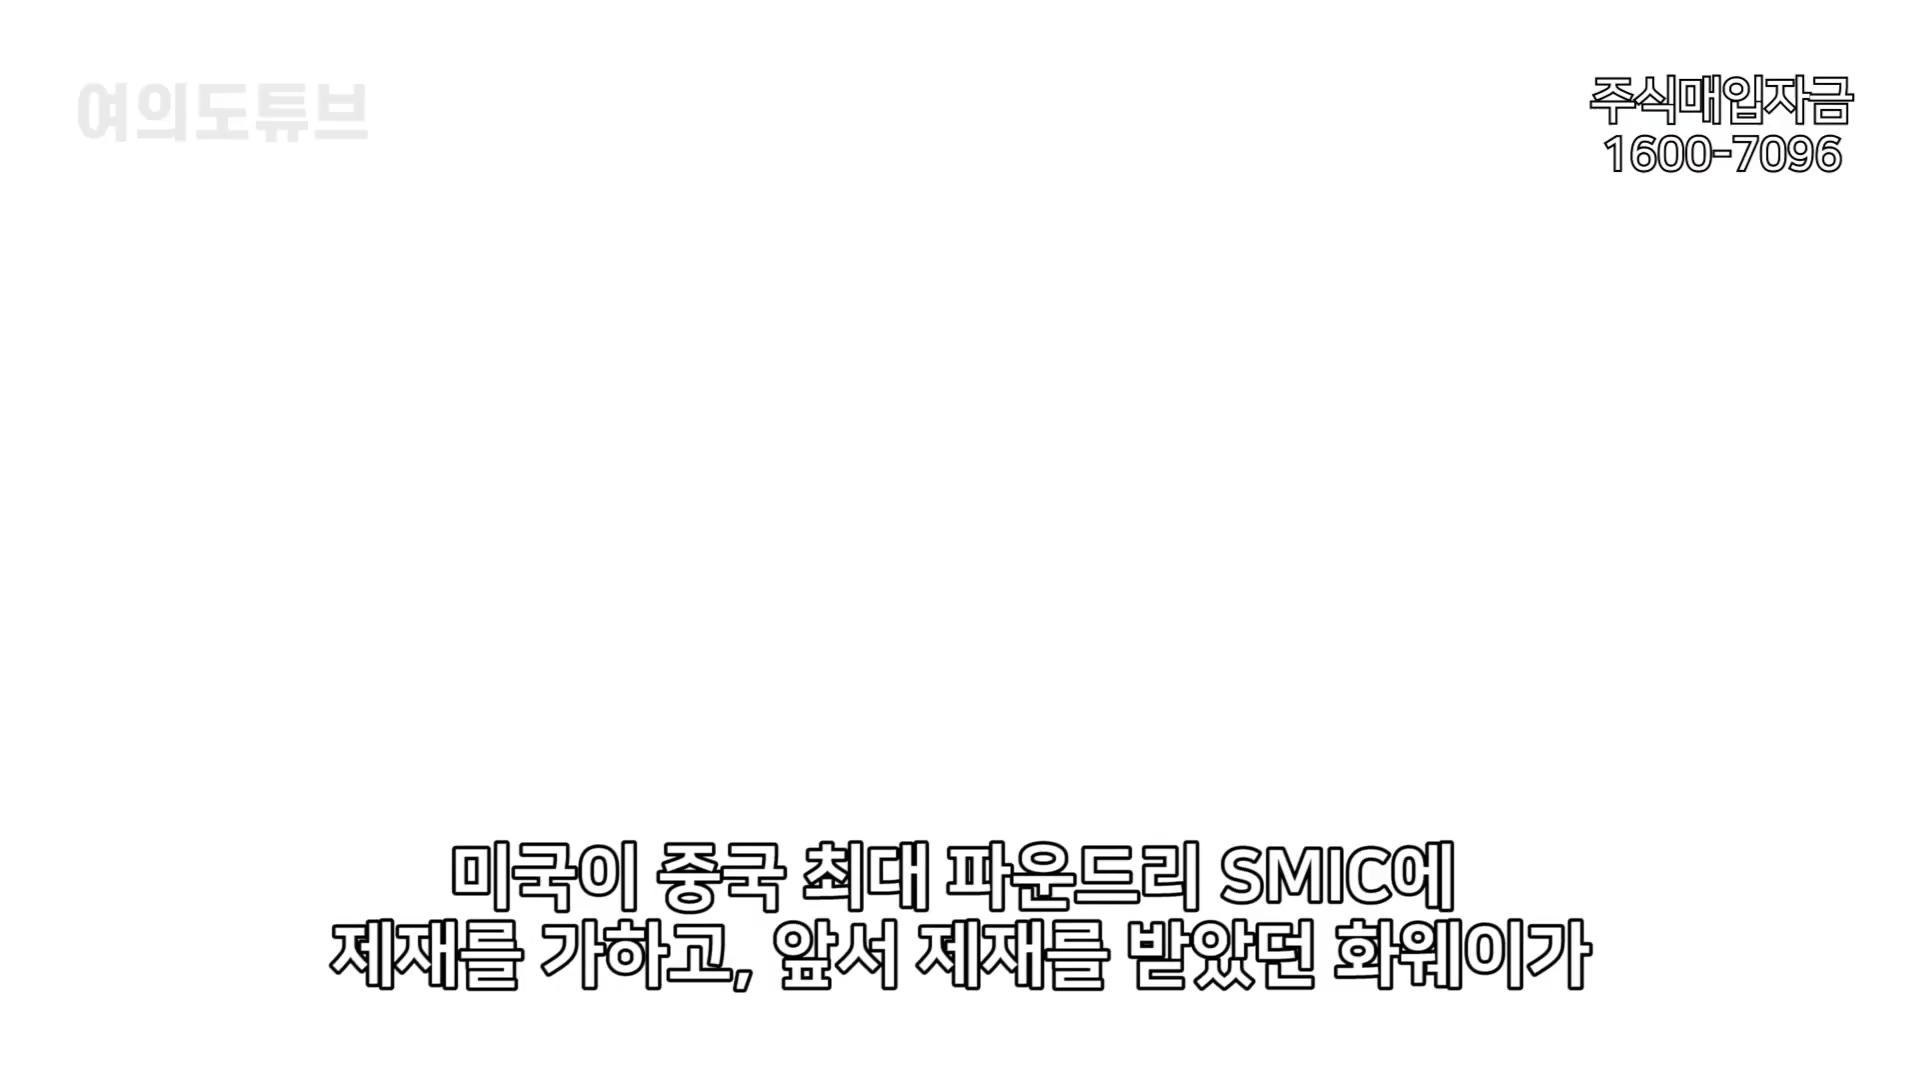 여의도튜브
주식매입자금
1600-7096
미국이 중국 최대 파운드리 SMIC에
제재를 가하고, 앞서 제재를 받았던 화웨이가